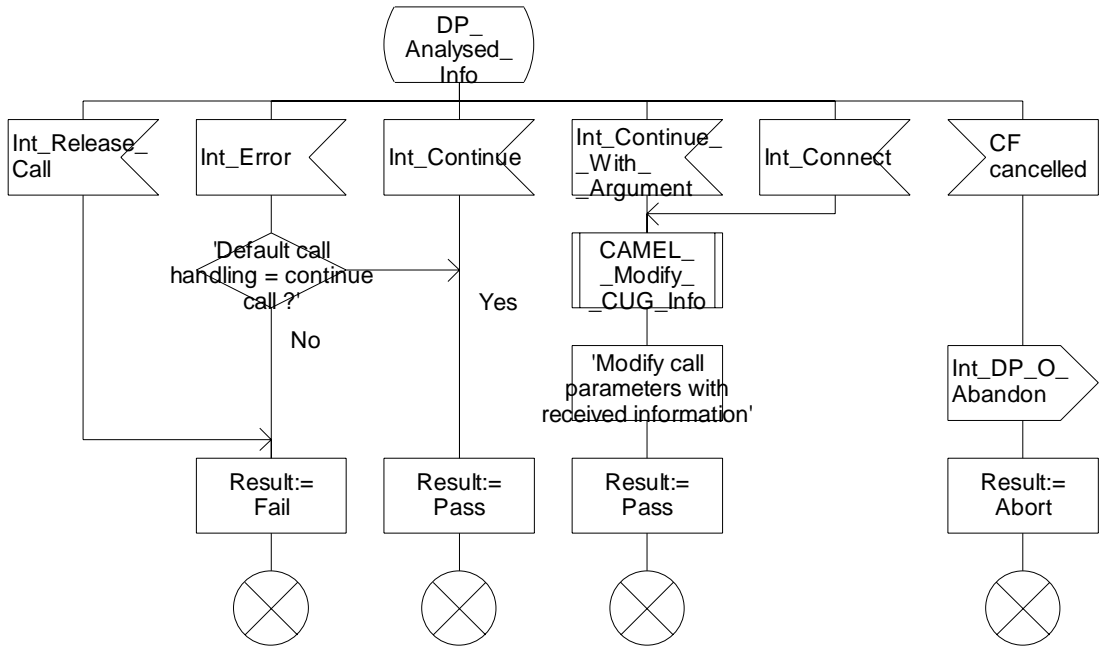 DP_
Analysed_
Info
Int_Release_
Call
Int_Error
Int_Continue
Int_Continue_
_With_
_Argument
Int_Connect
CF
cancelled
'Default call
handling = continue
call ?'
Yes
No
CAMEL_
_Modify_
_CUG_Info
'Modify call
parameters with
received information'
Int_DP_O_
Abandon
Result:=
Fail
Result:=
Pass
Result:=
Pass
Result:=
Abort